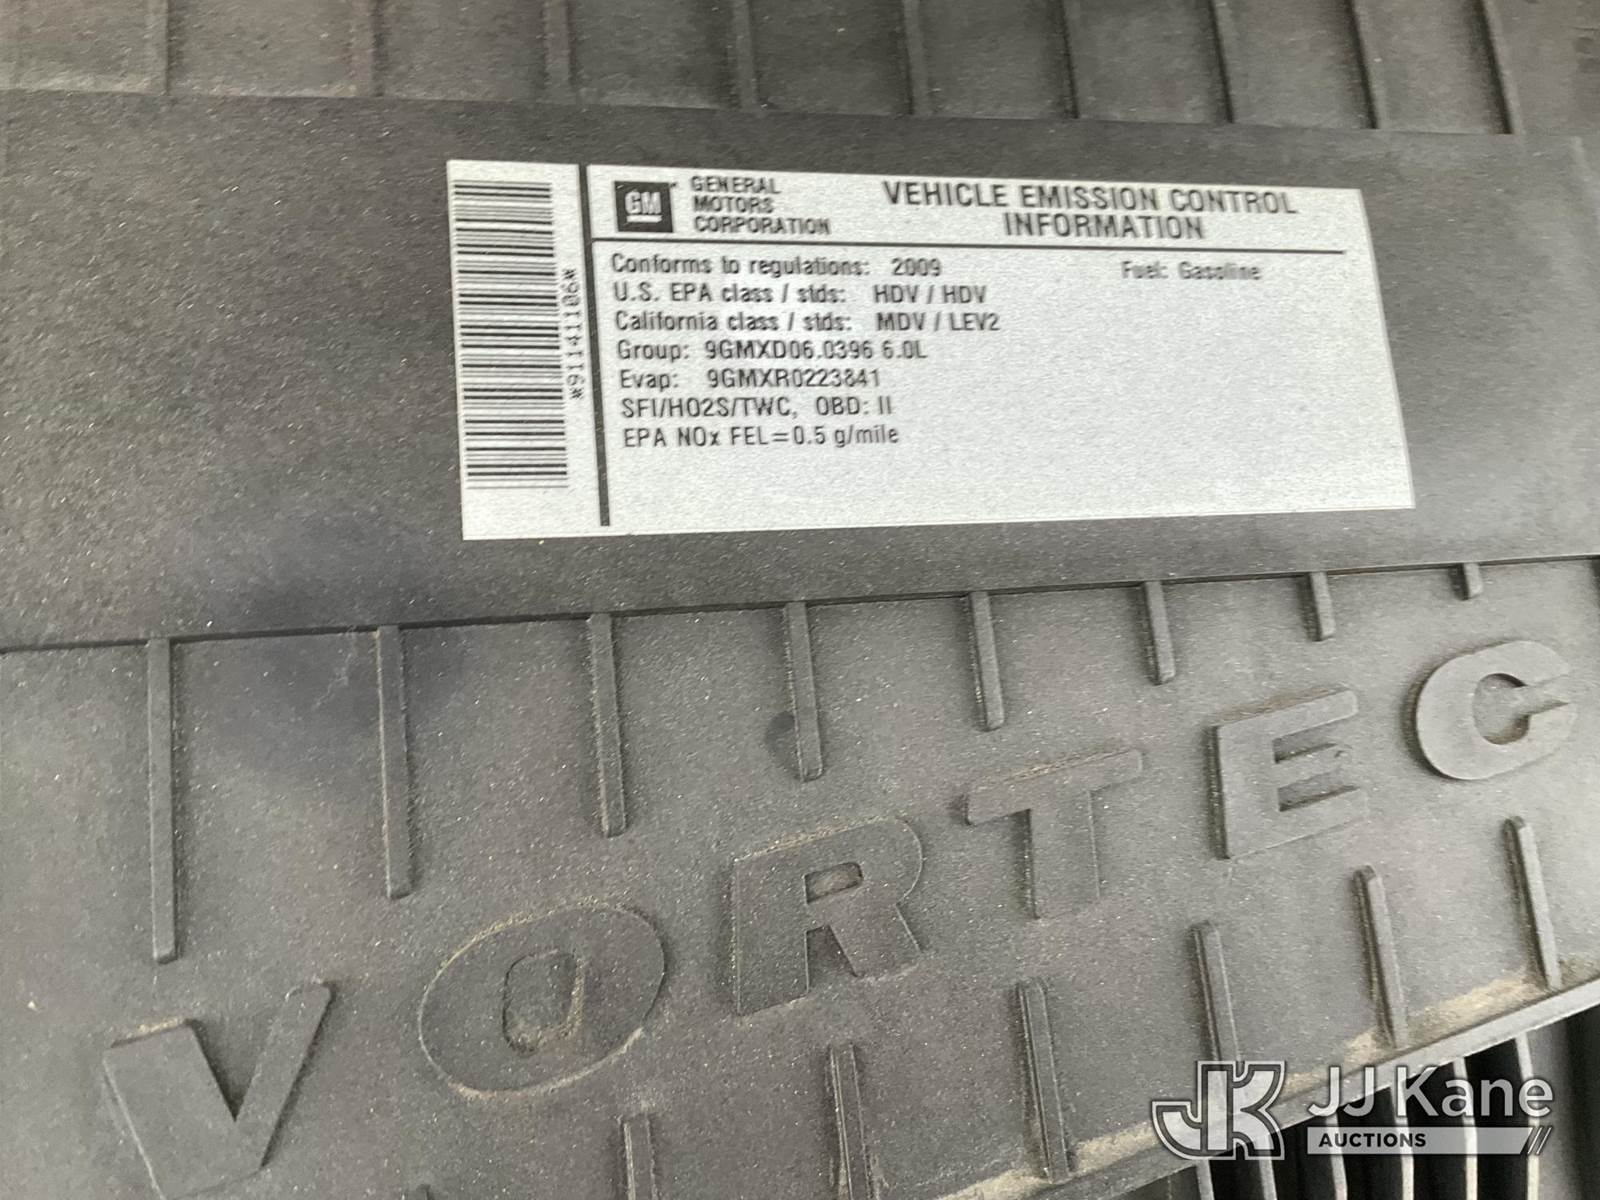 GM
GENERAL
MOTORS
CORPORATION
VEHICLE EMISSION CONTROL
INFORMATION
Conforms to regulations: 2009
Fuel: Gasoline
U.S. EPA class / stds: HDV / HDV
California class / stds: MDV / LEV2
Group: 9GMXD06.0396 6.0L
Evap: 9GMXR0223841
SFI/HO2S/TWC, OBD: II
EPA NOx FEL=0.5 g/mile
*91141106*
VORTEC
JK JJ Kane
AUCTIONS